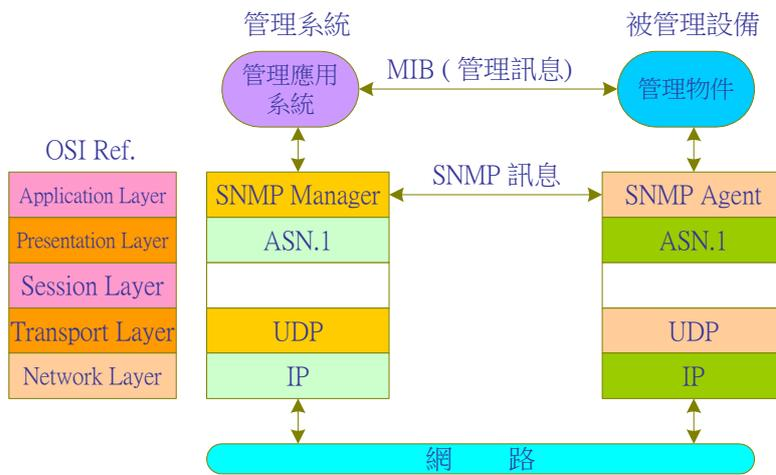 管理系統
被管理設備
管理應用
系統
MIB ( 管理訊息)
管理物件
OSI Ref.
SNMP 訊息
Application Layer
SNMP Manager
SNMP Agent
Presentation Layer
ASN.1
ASN.1
Session Layer
Transport Layer
UDP
UDP
Network Layer
IP
IP
網 路